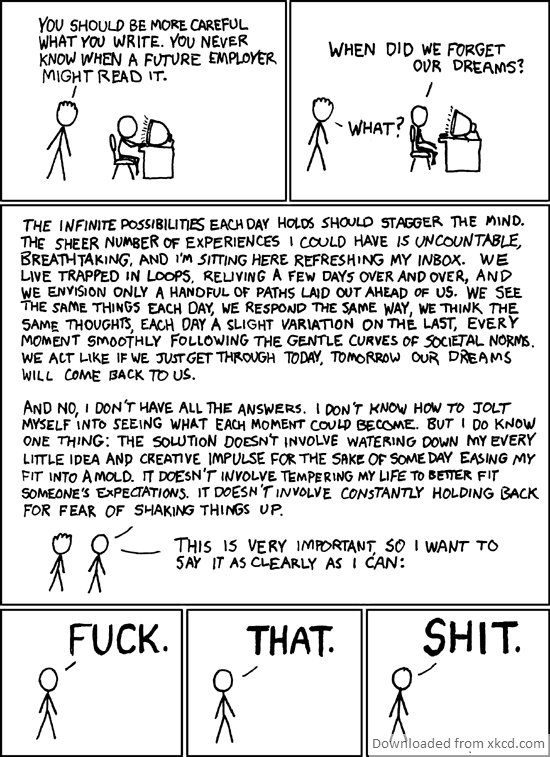 YOU SHOULD BE MORE CAREFUL
WHAT YOU WRITE. YOU NEVER
KNOW WHEN A FUTURE EMPLOYER
MIGHT READ IT.
WHEN DID WE FORGET
OUR DREAMS?
WHAT?
THE INFINITE POSSIBILITIES EACH DAY HOLDS SHOULD STAGGER THE MIND.
THE SHEER NUMBER OF EXPERIENCES I COULD HAVE IS UNCOUNTABLE,
BREATHTAKING, AND I'M SITTING HERE REFRESHING MY INBOX. WE
LIVE TRAPPED IN LOOPS, RELIVING A FEW DAYS OVER AND OVER, AND
WE ENVISION ONLY A HANDFUL OF PATHS LAID OUT AHEAD OF US. WE SEE
THE SAME THINGS EACH DAY, WE RESPOND THE SAME WAY, WE THINK THE
SAME THOUGHTS, EACH DAY A SLIGHT VARIATION ON THE LAST, EVERY
MOMENT SMOOTHLY FOLLOWING THE GENTLE CURVES OF SOCIETAL NORMS.
WE ACT LIKE IF WE JUST GET THROUGH TODAY, TOMORROW OUR DREAMS
WILL COME BACK TO US.
AND NO, I DON'T HAVE ALL THE ANSWERS. I DON'T KNOW HOW TO JOLT
MYSELF INTO SEEING WHAT EACH MOMENT COULD BECOME. BUT I DO KNOW
ONE THING: THE SOLUTION DOESN'T INVOLVE WATERING DOWN MY EVERY
LITTLE IDEA AND CREATIVE IMPULSE FOR THE SAKE OF SOMEDAY EASING MY
FIT INTO A MOLD. IT DOESN'T INVOLVE TEMPERING MY LIFE TO BETTER FIT
SOMEONE'S EXPECTATIONS. IT DOESN'T INVOLVE CONSTANTLY HOLDING BACK
FOR FEAR OF SHAKING THINGS UP.
THIS IS VERY IMPORTANT, SO I WANT TO
SAY IT AS CLEARLY AS I CAN:
FUCK.
THAT.
SHIT.
Downloaded from xkcd.com